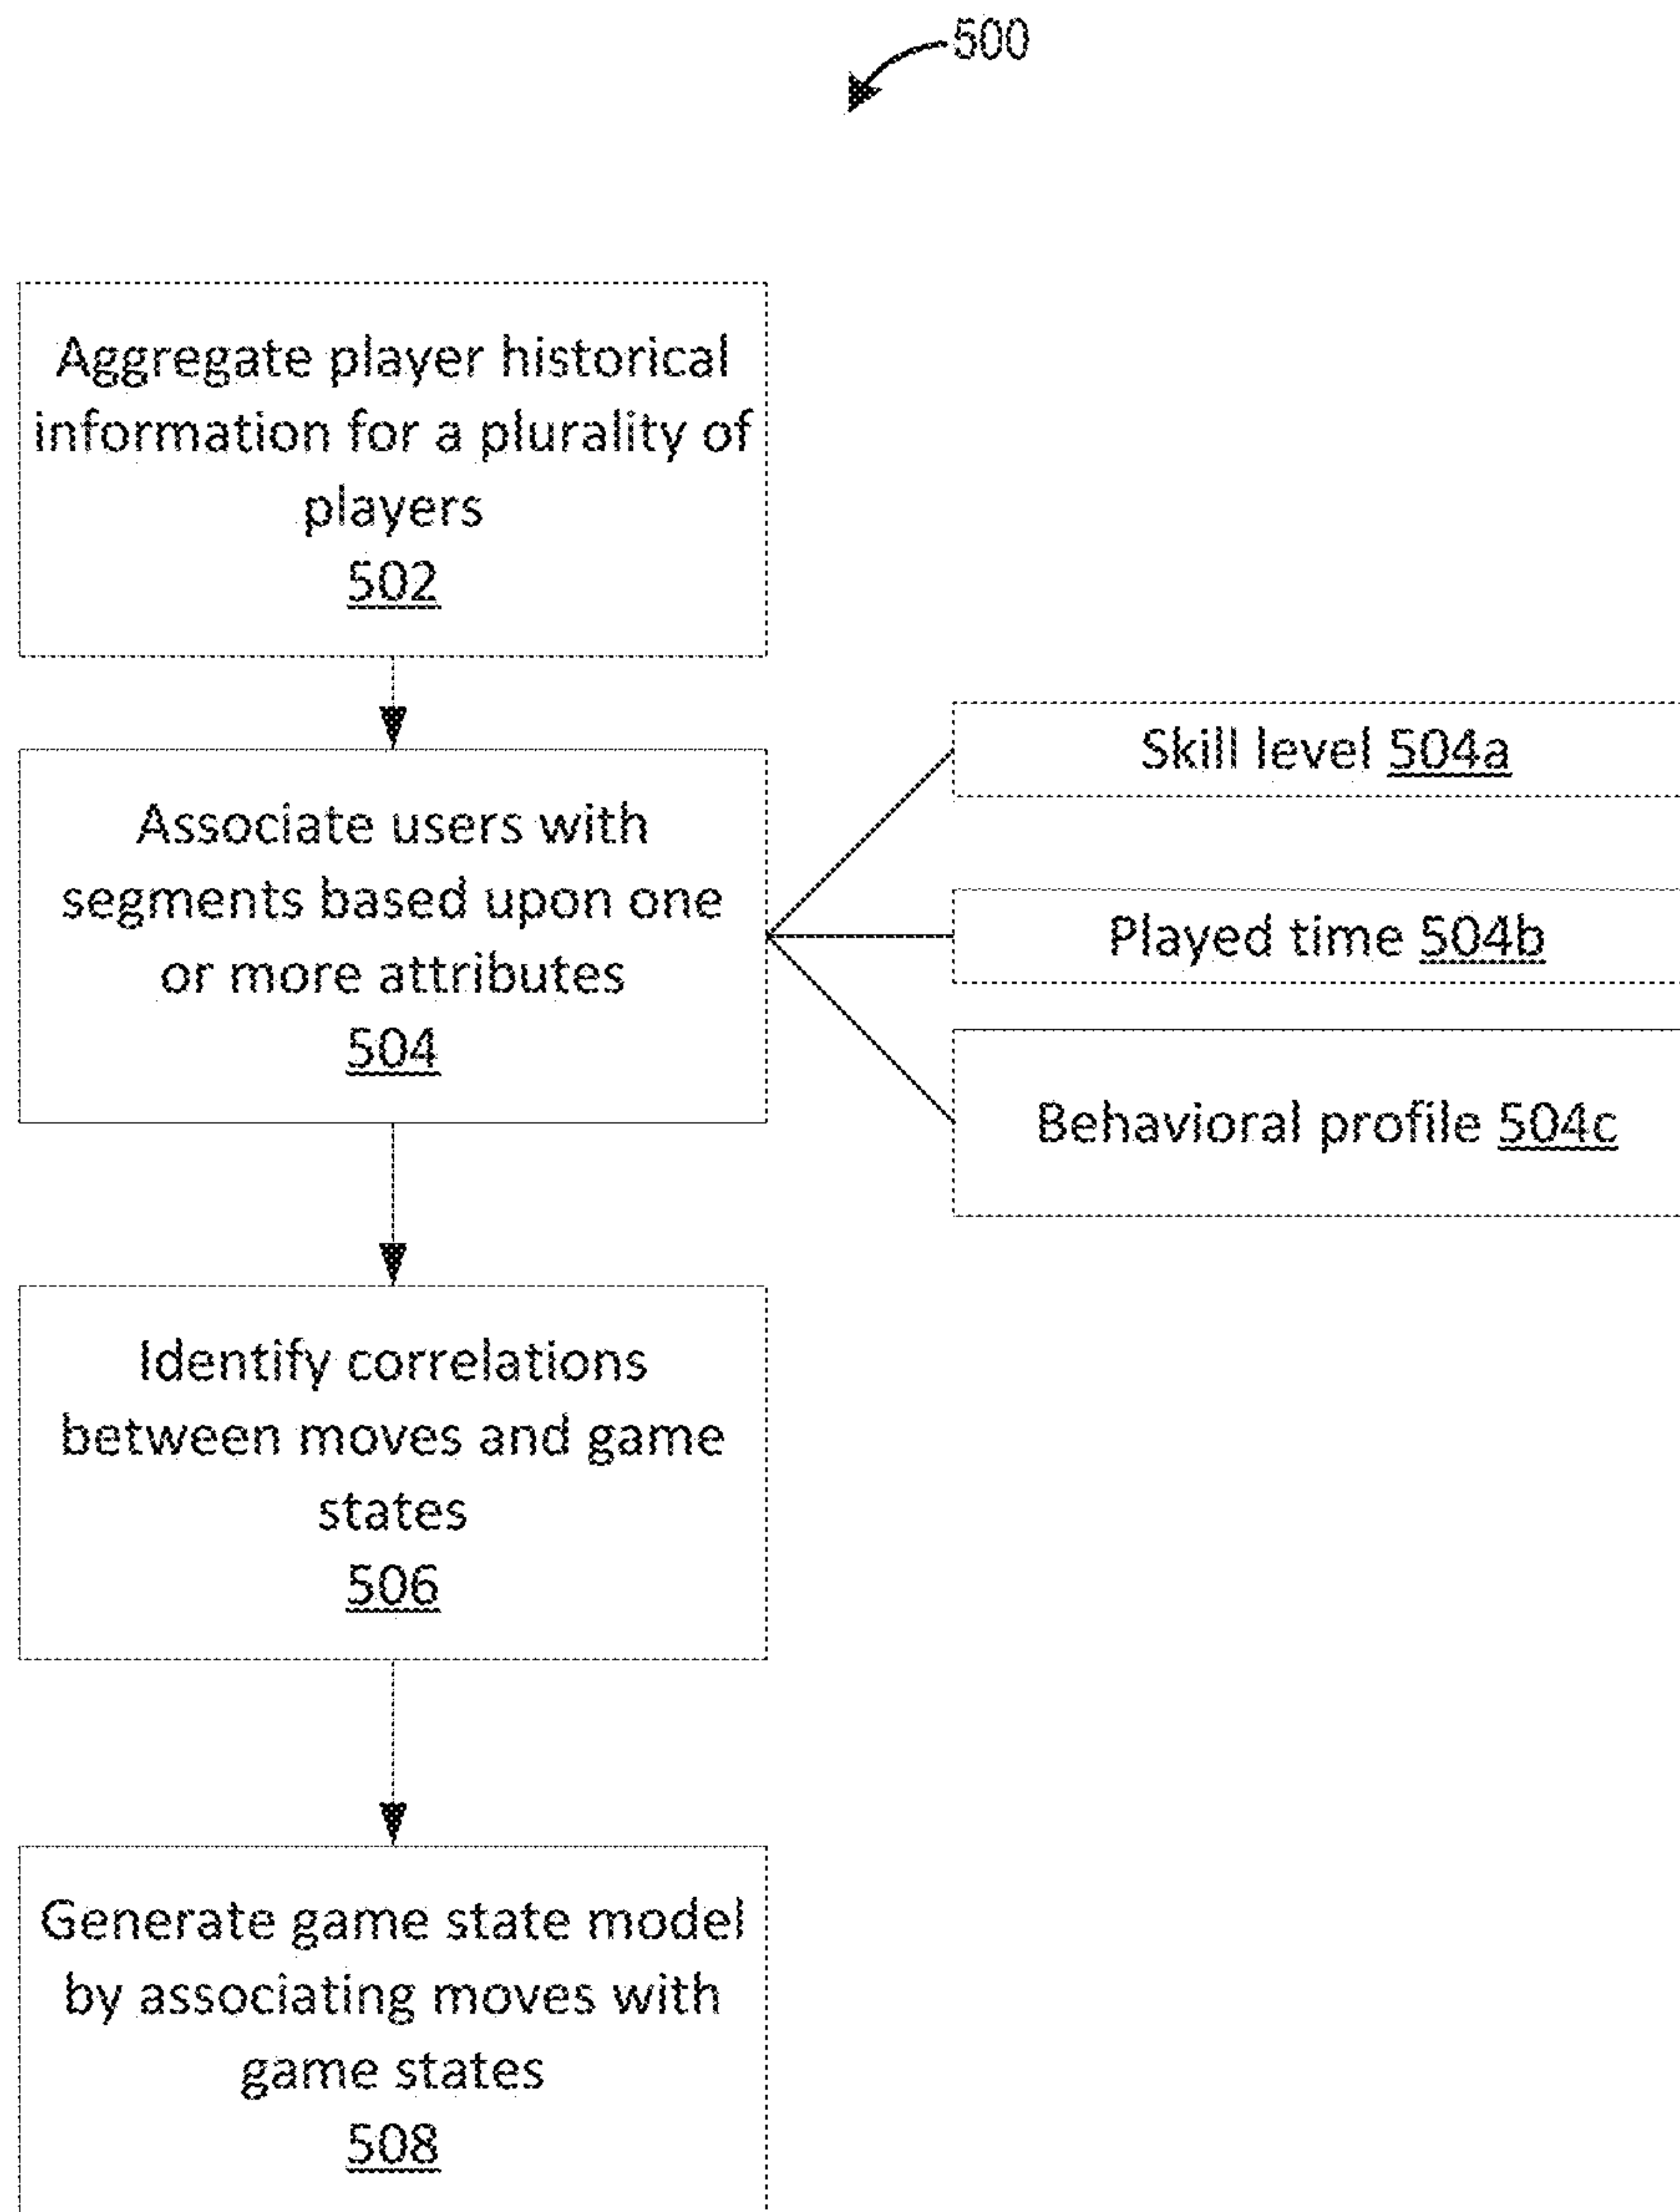 500
Aggregate player historical
information for a plurality of
players
502
Associate users with
segments based upon one
or more attributes
504
Skill level 504a
Played time 504b
Behavioral profile 504c
Identify correlations
between moves and game
states
506
Generate game state model
by associating moves with
game states
508